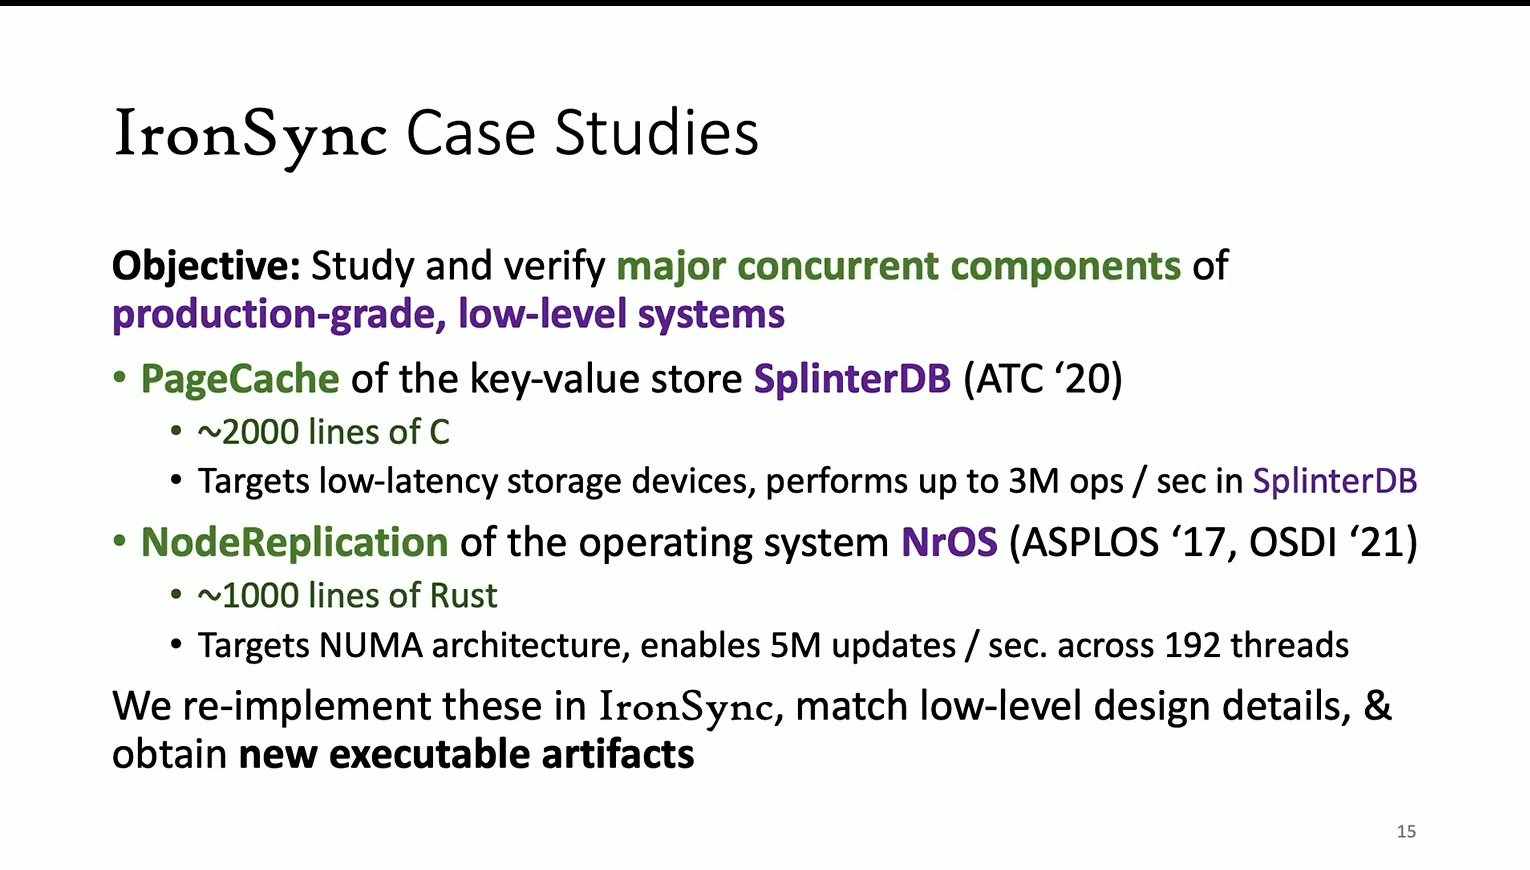 IronSync Case Studies
Objective: Study and verify major concurrent components of
production-grade, low-level systems
• PageCache of the key-value store SplinterDB (ATC ‘20)
• ~2000 lines of C
• Targets low-latency storage devices, performs up to 3M ops / sec in SplinterDB
• NodeReplication of the operating system NrOS (ASPLOS ‘17, OSDI ‘21)
• ~1000 lines of Rust
• Targets NUMA architecture, enables 5M updates / sec. across 192 threads
We re-implement these in IronSync, match low-level design details, &
obtain new executable artifacts
15